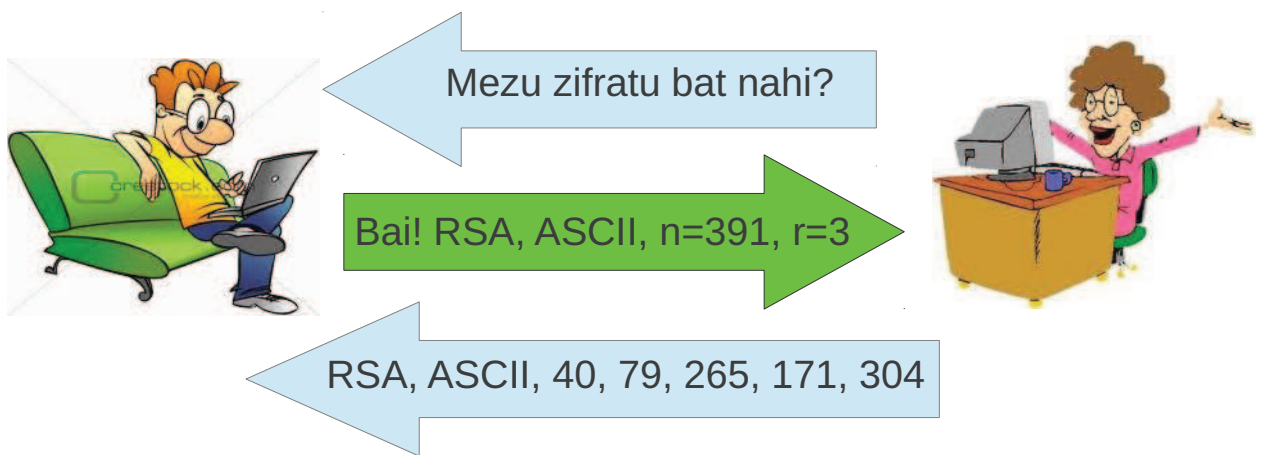 Mezu zifratu bat nahi?
Bai! RSA, ASCII, n=391, r=3
RSA, ASCII, 40, 79, 265, 171, 304